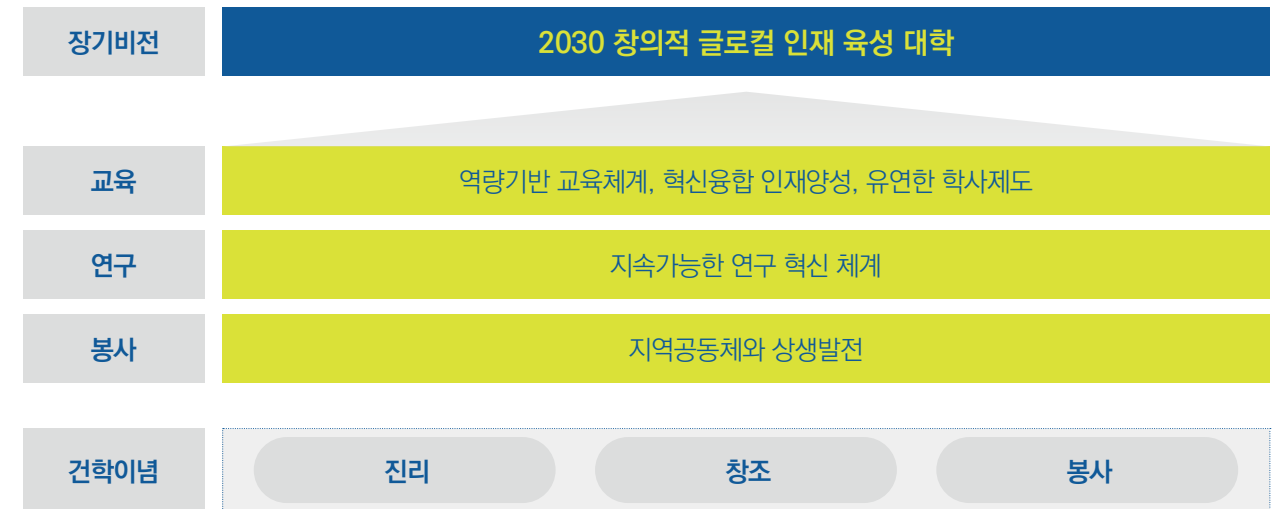 장기비전
2030 창의적 글로컬 인재 육성 대학
교육
역량기반 교육체계, 혁신융합 인재양성, 유연한 학사제도
연구
지속가능한 연구 혁신 체계
봉사
지역공동체와 상생발전
건학이념
진리
창조
봉사